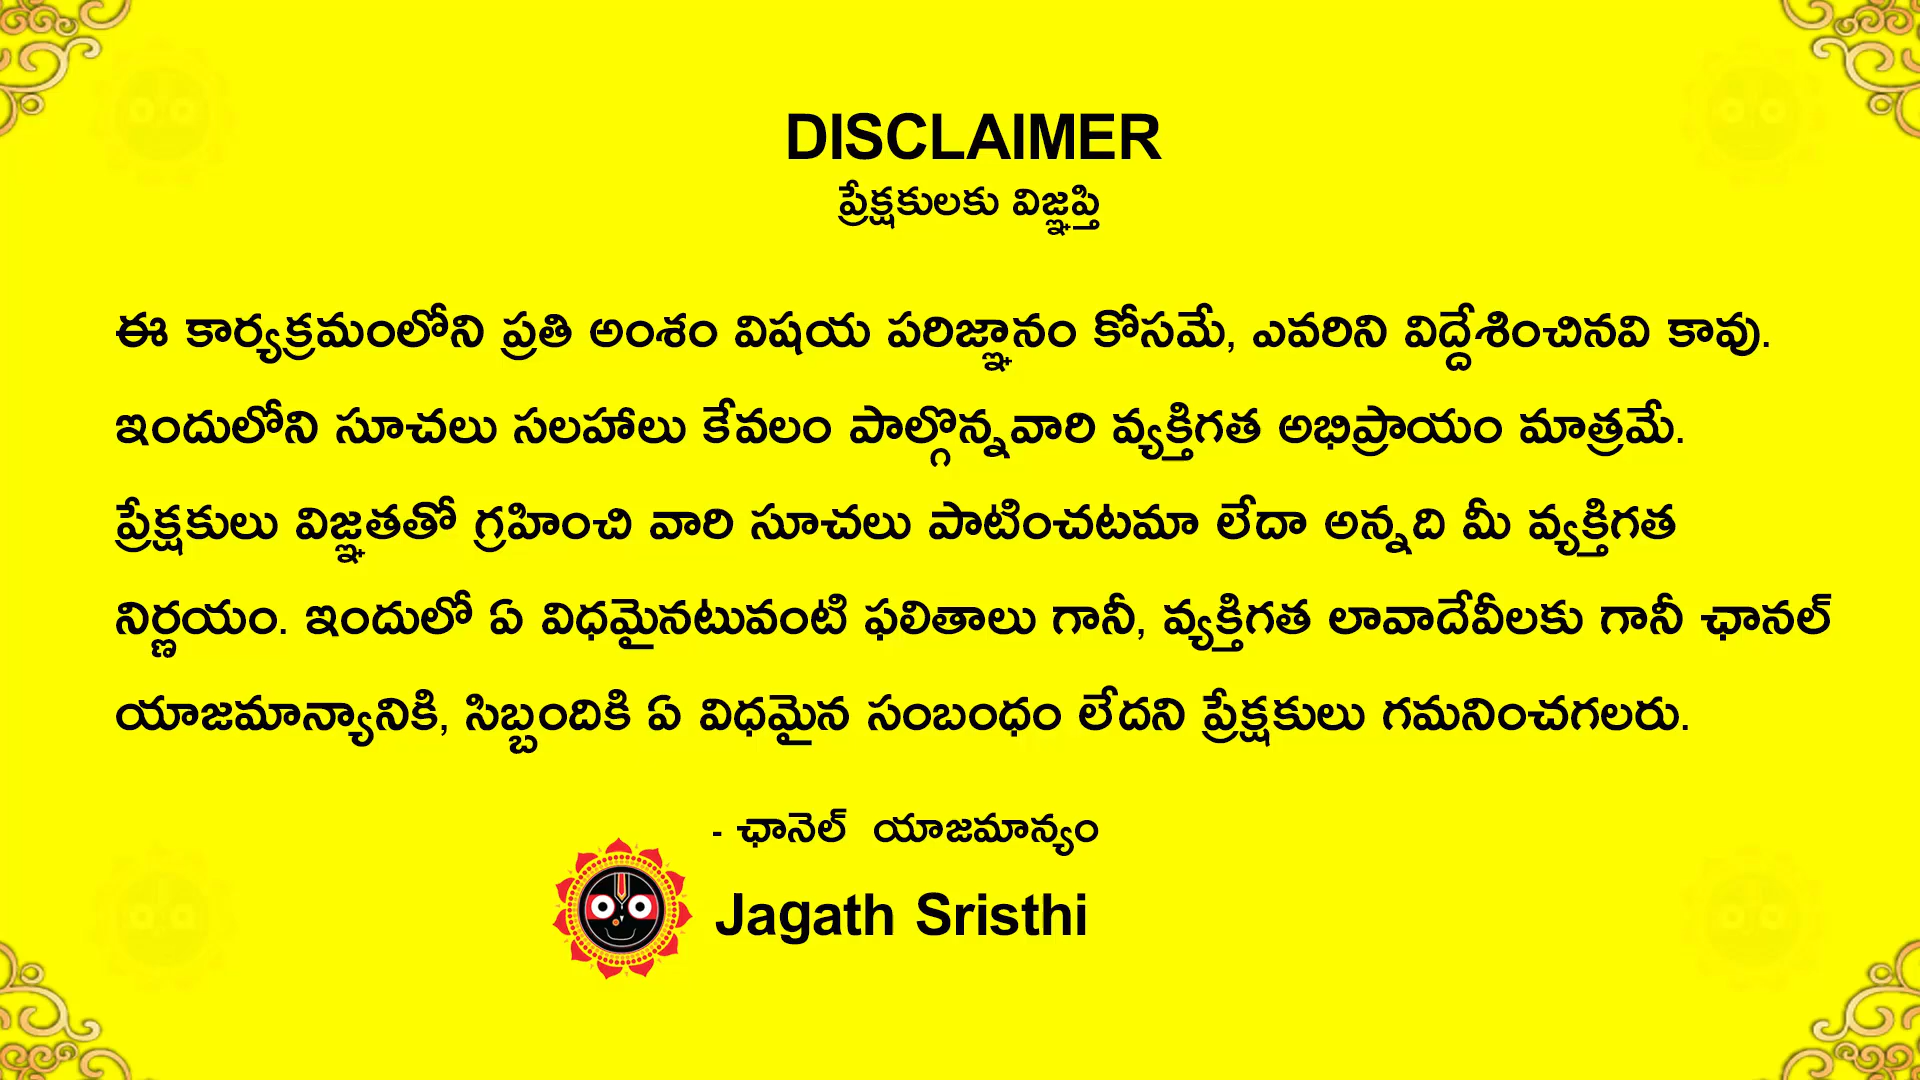 DISCLAIMER
ప్రేక్షకులకు విజ్ఞప్తి
ఈ కార్యక్రమంలోని ప్రతి అంశం విషయ పరిజ్ఞానం కోసమే, ఎవరిని విద్దేశించినవి కావు.
ఇందులోని సూచలు సలహాలు కేవలం పాల్గొన్నవారి వ్యక్తిగత అభిప్రాయం మాత్రమే.
ప్రేక్షకులు విజ్ఞతతో గ్రహించి వారి సూచలు పాటించటమా లేదా అన్నది మీ వ్యక్తిగత
నిర్ణయం. ఇందులో ఏ విధమైనటువంటి ఫలితాలు గానీ, వ్యక్తిగత లావాదేవీలకు గానీ ఛానల్
యాజమాన్యానికి, సిబ్బందికి ఏ విధమైన సంబంధం లేదని ప్రేక్షకులు గమనించగలరు.
- ఛానెల్ యాజమాన్యం
Jagath Sristhi